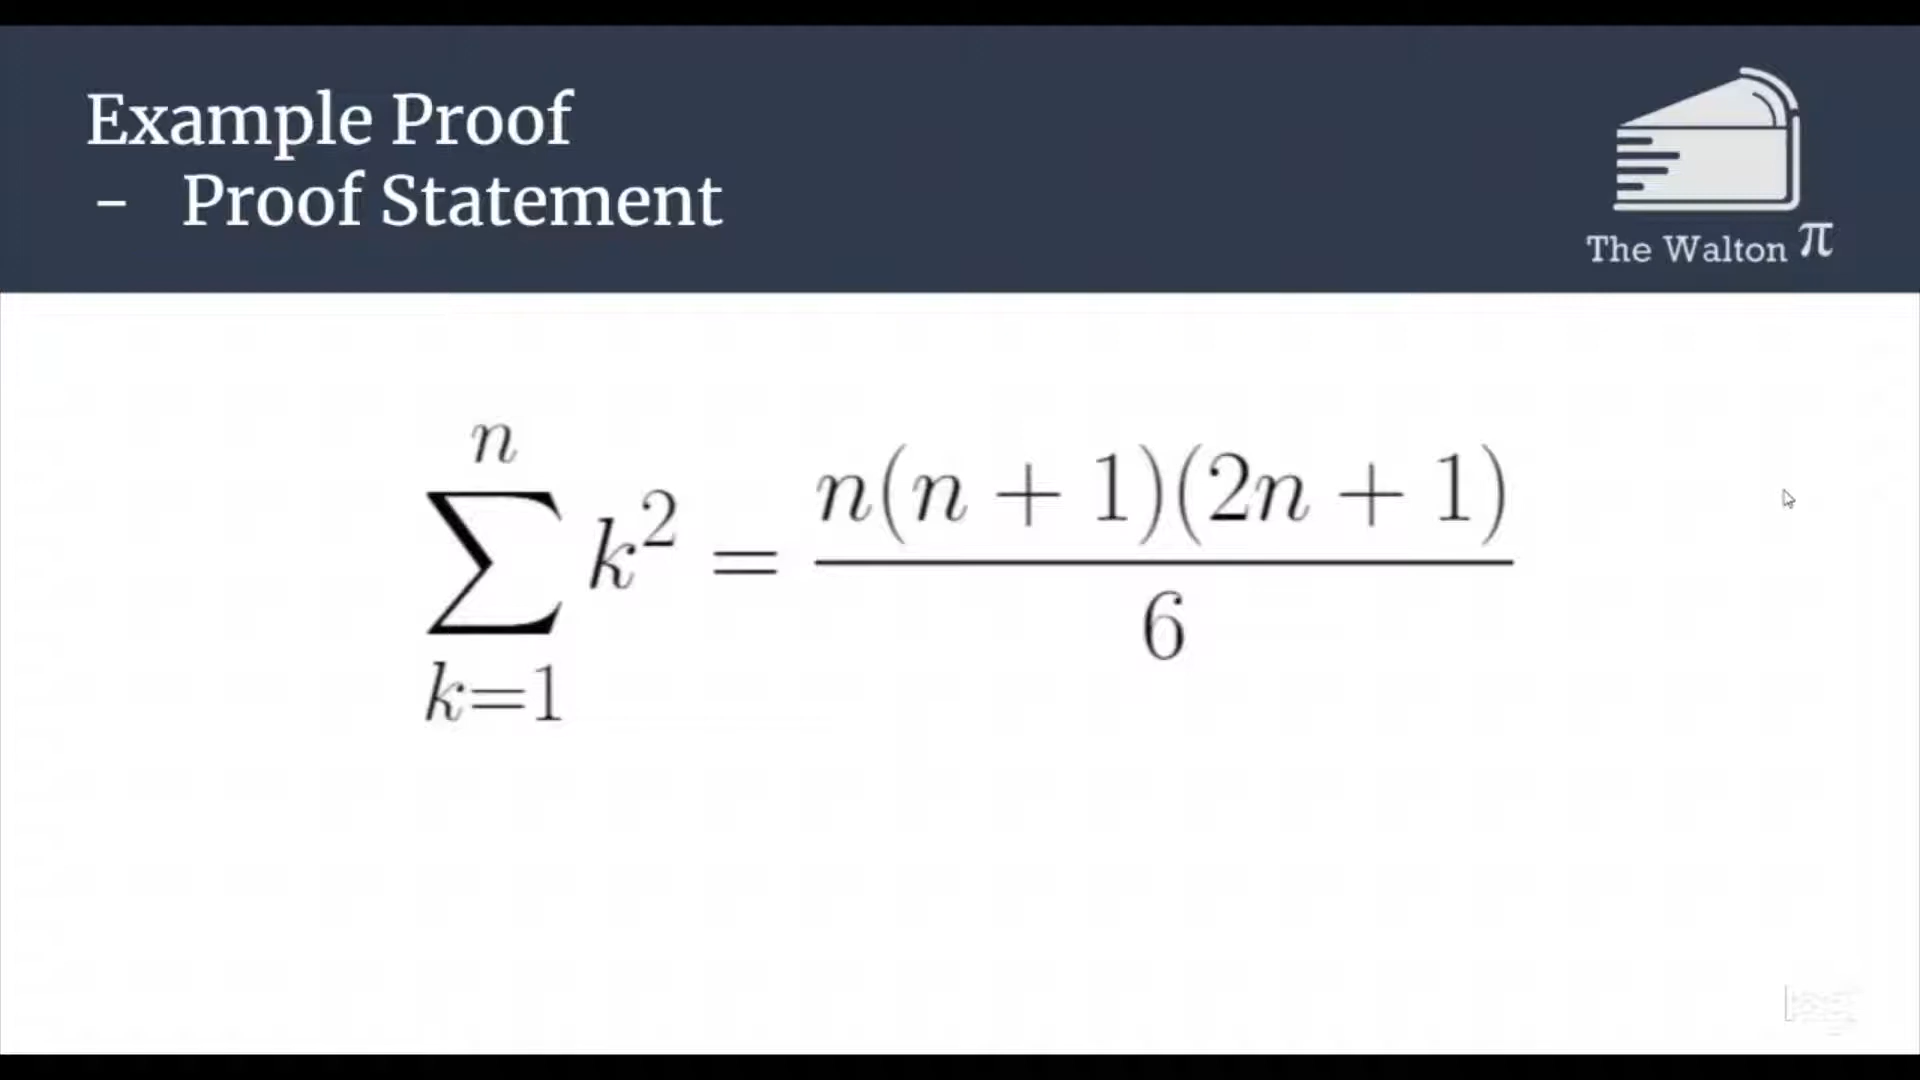 Example Proof
- Proof Statement
The Walton π
n
∑ k² = n(n + 1)(2n + 1)
6
k=1